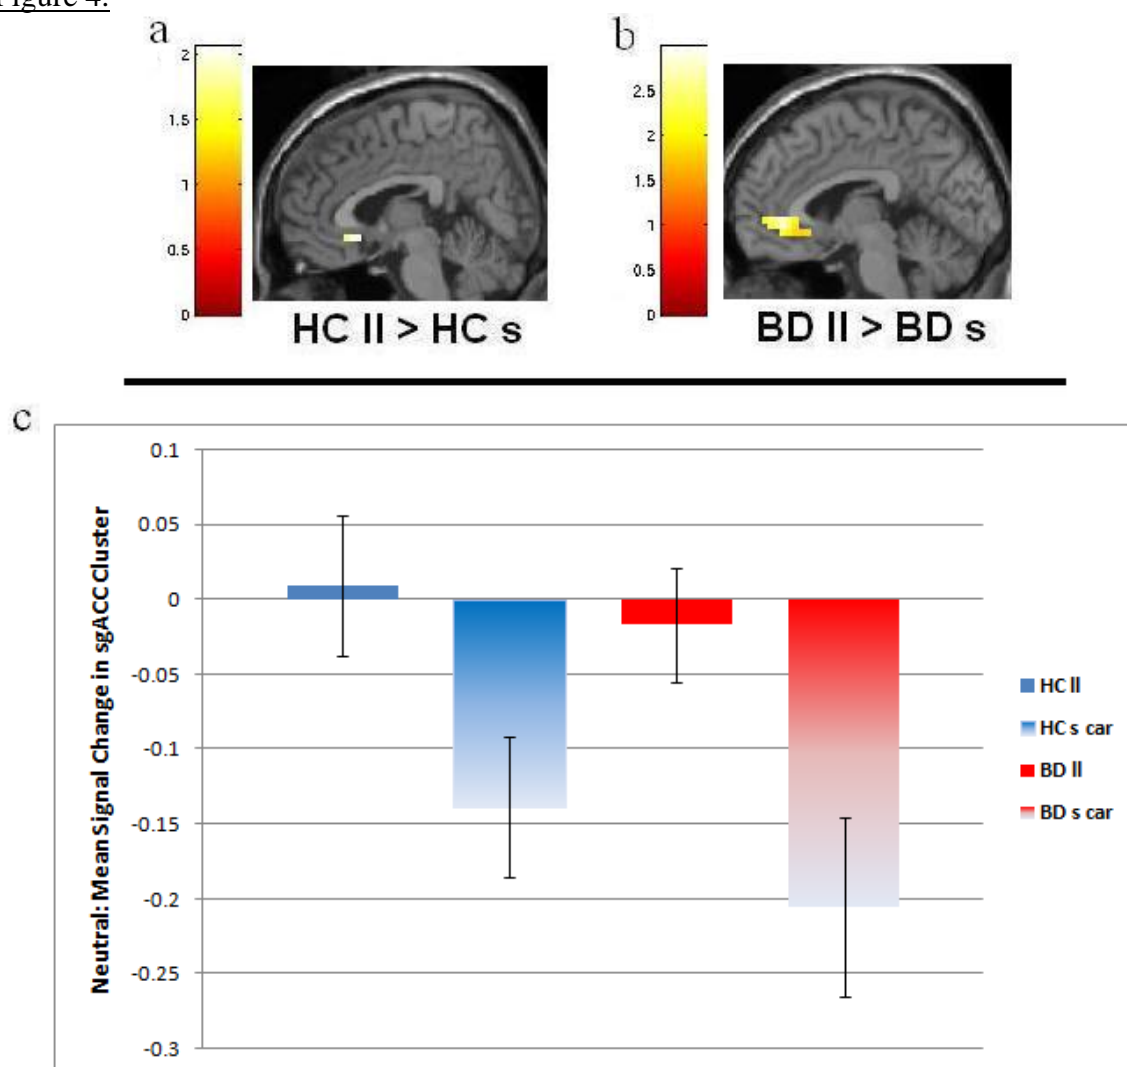 Figure 4:
a
b
2
1.5
1
0.5
0
2.5
2
1.5
1
0.5
0
HC ll > HC s
BD ll > BD s
c
Neutral: Mean Signal Change in sgACC Cluster
0.1
0.05
0
-0.05
-0.1
-0.15
-0.2
-0.25
-0.3
HC ll
HC s car
BD ll
BD s car